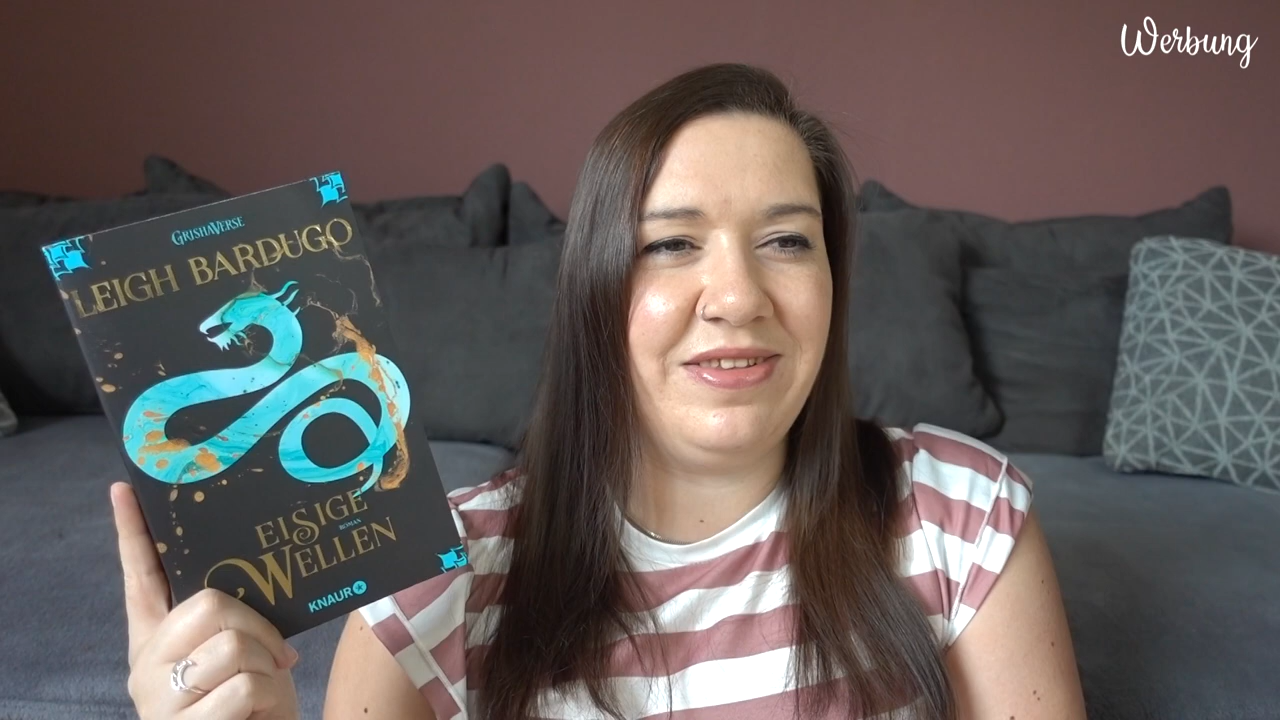 Werbung
GRISHAVERSE
LEIGH BARDUGO
EISIGE
ROMAN
WELLEN
KNAUR